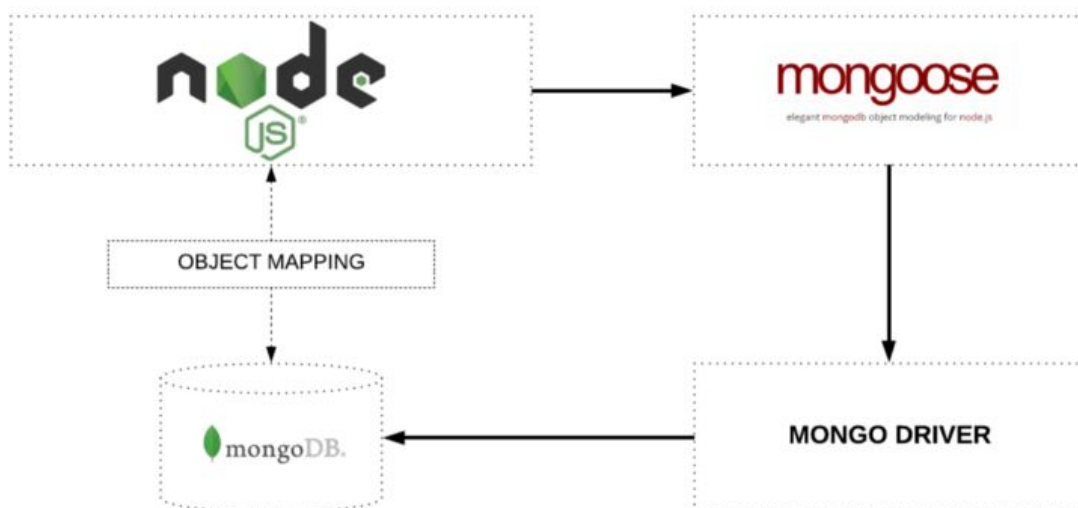 node
JS®
mongoose
elegant mongodb object modeling for node.js
OBJECT MAPPING
mongoDB.
MONGO DRIVER